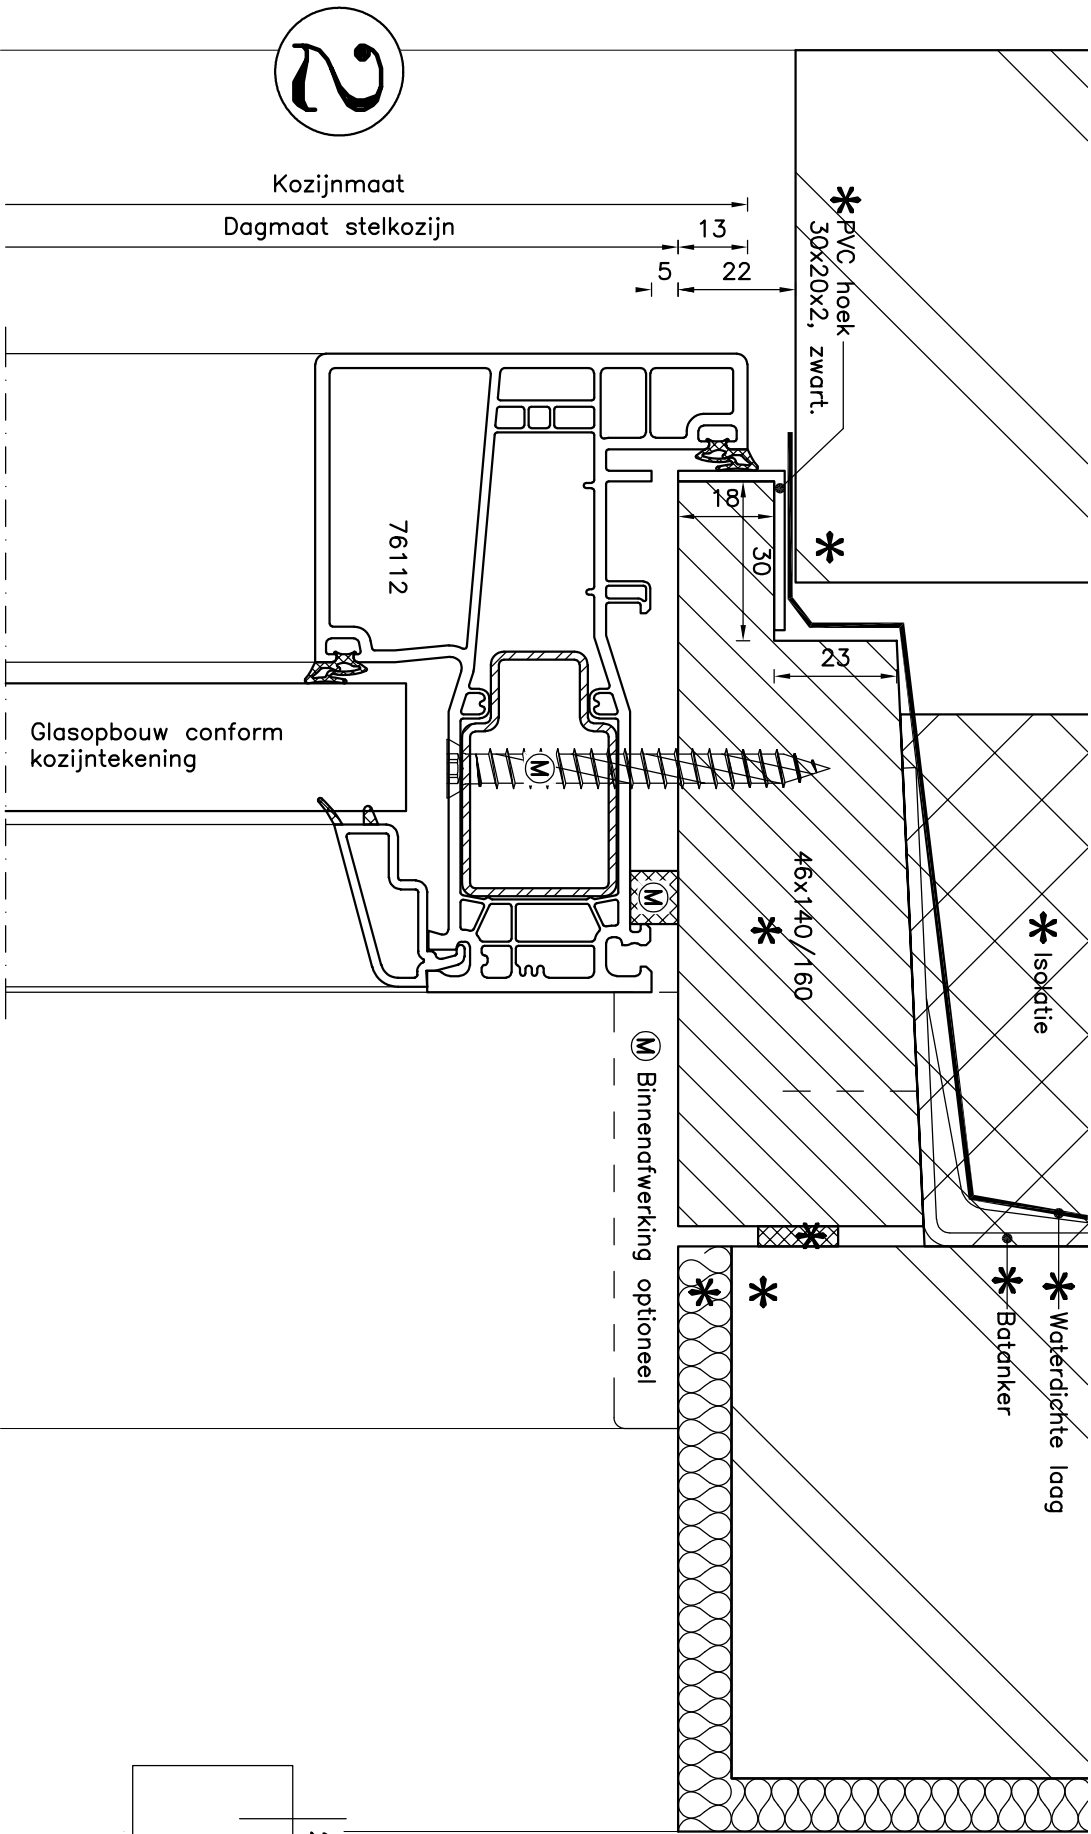 2
Kozijnmaat
Dagmaat stelkozijn
13
5
22
*PVC hoek
30x20x2, zwart.
*
18
30
23
76112
Glasopbouw conform
kozijntekening
M
M
46x140/160
*
* Isolatie
M Binnenafwerking optioneel
*
*
*
* Batanker
* Waterdichte laag